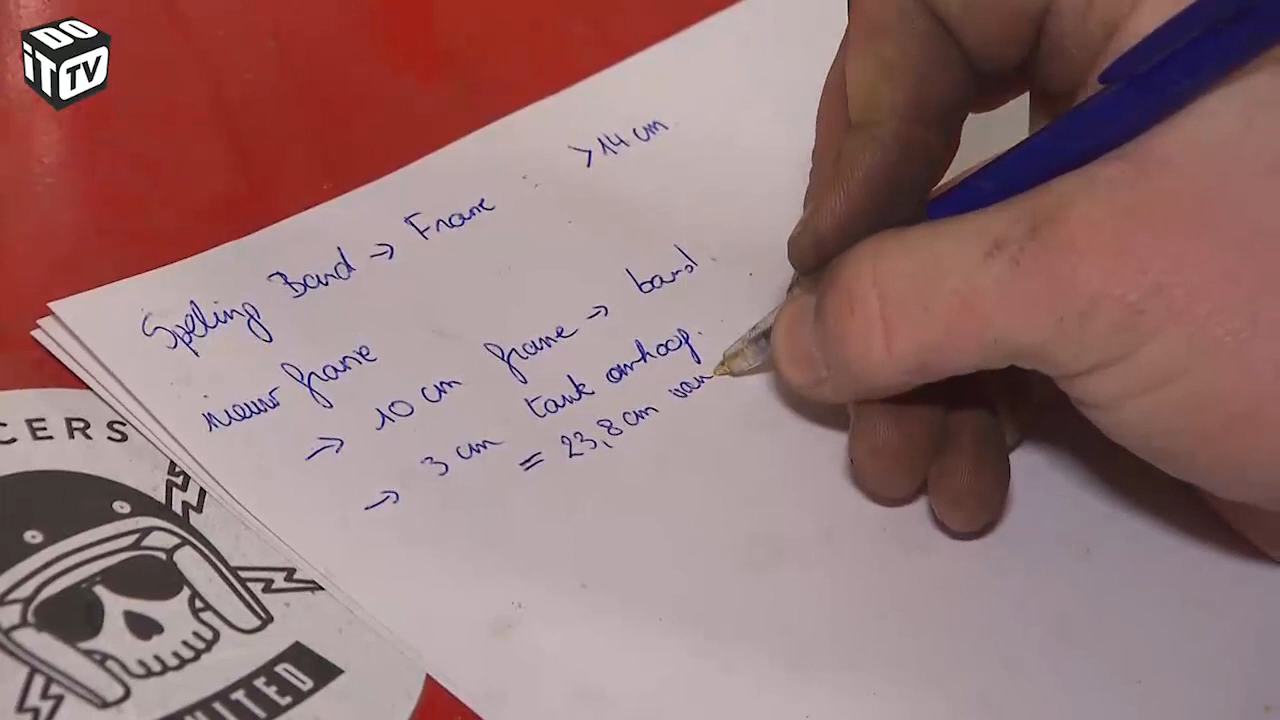 DO
iT TV
> 14 cm
Speling Band → Frame
nieuw frame
→ 10 cm frame → band
→ 3 cm tank omhoog.
= 23,8 cm van
CERS
ITED